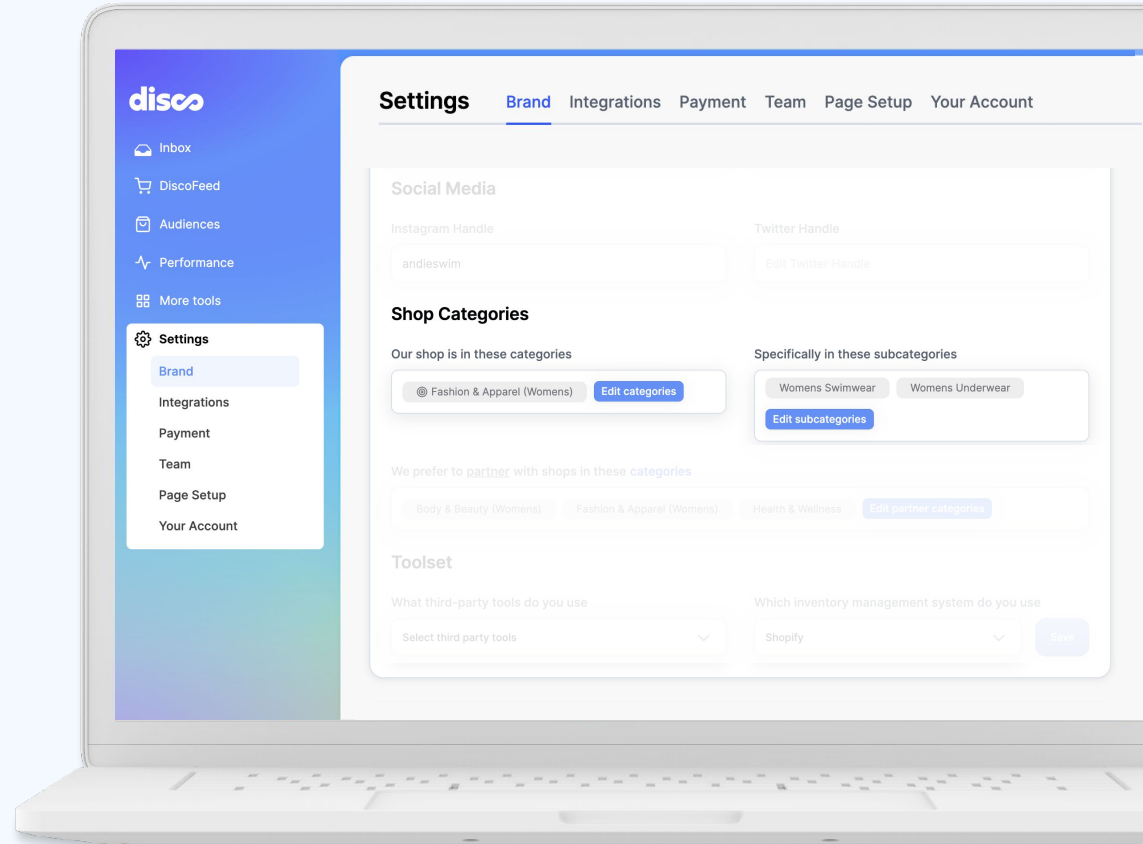 disco
Inbox
DiscoFeed
Audiences
Performance
More tools
Settings
Brand
Integrations
Payment
Team
Page Setup
Your Account
Settings Brand Integrations Payment Team Page Setup Your Account
Social Media
Instagram Handle Twitter Handle
andieswim Edit Twitter Handle
Shop Categories
Our shop is in these categories Specifically in these subcategories
Fashion & Apparel (Womens) Edit categories Womens Swimwear Womens Underwear
Edit subcategories
We prefer to partner with shops in these categories
Body & Beauty (Womens) Fashion & Apparel (Womens) Health & Wellness Edit partner categories
Toolset
What third-party tools do you use Which inventory management system do you use
Select third party tools Shopify Save